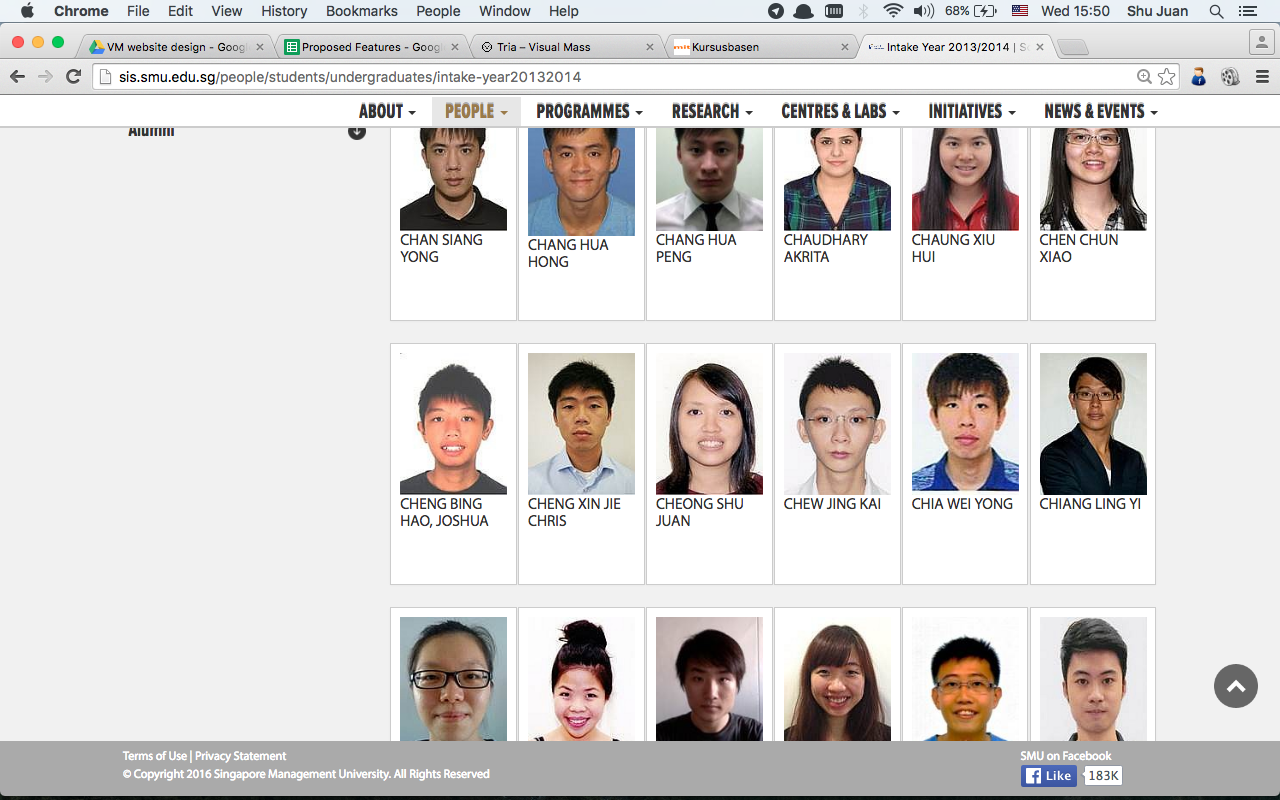 Chrome File Edit View History Bookmarks People Window Help 68% Wed 15:50 Shu Juan
VM website design - Goog
Proposed Features - Goog
Tria – Visual Mass
Kursusbasen
Intake Year 2013/2014 | S
sis.smu.edu.sg/people/students/undergraduates/intake-year20132014
ABOUT PEOPLE PROGRAMMES RESEARCH CENTRES & LABS INITIATIVES NEWS & EVENTS
Alumni
CHAN SIANG
YONG
CHANG HUA
HONG
CHANG HUA
PENG
CHAUDHARY
AKRITA
CHAUNG XIU
HUI
CHEN CHUN
XIAO
CHENG BING
HAO, JOSHUA
CHENG XIN JIE
CHRIS
CHEONG SHU
JUAN
CHEW JING KAI
CHIA WEI YONG
CHIANG LING YI
Terms of Use | Privacy Statement
© Copyright 2016 Singapore Management University. All Rights Reserved
SMU on Facebook
Like 183K